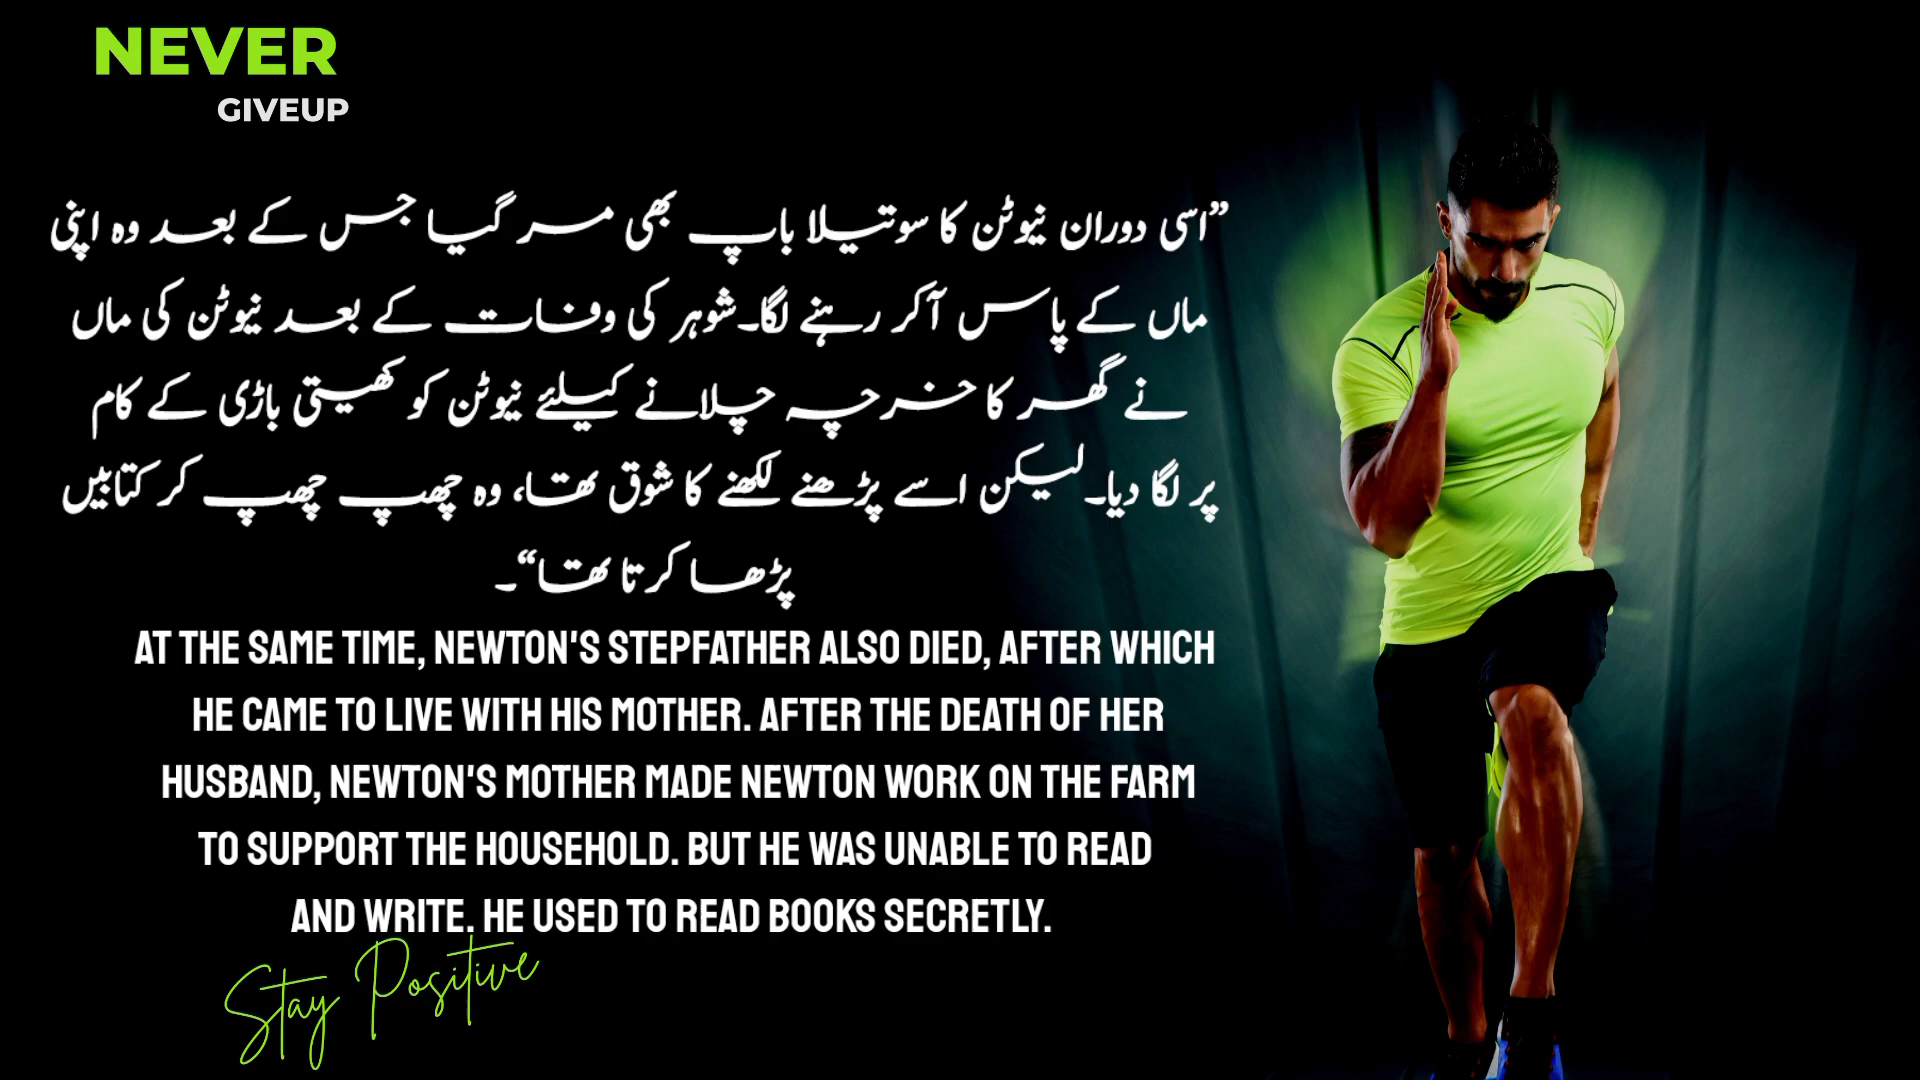 NEVER
GIVEUP
”اسی دوران نیوٹن کا سوتیلا باپ بھی مر گیا جس کے بعد وہ اپنی
ماں کے پاس آکر رہنے لگا۔شوہر کی وفات کے بعد نیوٹن کی ماں
نے گھر کا خرچہ چلانے کیلئے نیوٹن کو کھیتی باڑی کے کام
پر لگا دیا۔لیکن اسے پڑھنے لکھنے کا شوق تھا، وہ چھپ چھپ کر کتابیں
پڑھا کرتا تھا“۔
AT THE SAME TIME, NEWTON'S STEPFATHER ALSO DIED, AFTER WHICH
HE CAME TO LIVE WITH HIS MOTHER. AFTER THE DEATH OF HER
HUSBAND, NEWTON'S MOTHER MADE NEWTON WORK ON THE FARM
TO SUPPORT THE HOUSEHOLD. BUT HE WAS UNABLE TO READ
AND WRITE. HE USED TO READ BOOKS SECRETLY.
Stay Positive